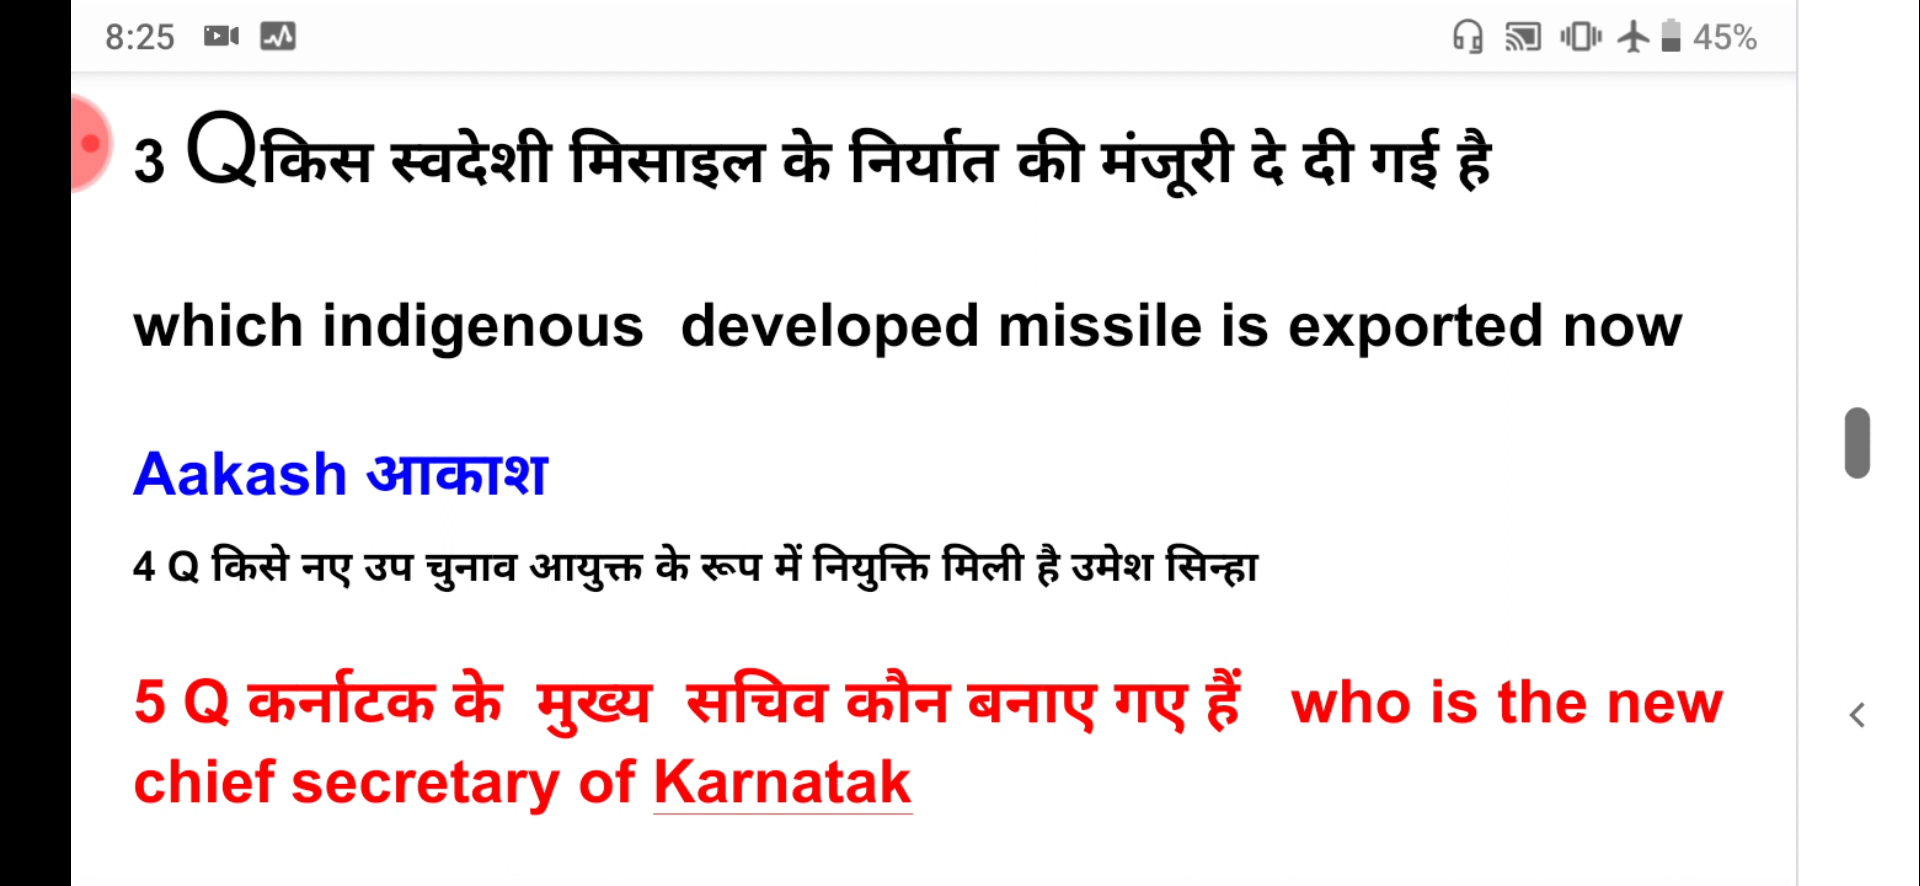 8:25 45%
3 Qकिस स्वदेशी मिसाइल के निर्यात की मंजूरी दे दी गई है
which indigenous developed missile is exported now
Aakash आकाश
4 Q किसे नए उप चुनाव आयुक्त के रूप में नियुक्ति मिली है उमेश सिन्हा
5 Q कर्नाटक के मुख्य सचिव कौन बनाए गए हैं who is the new
chief secretary of Karnatak